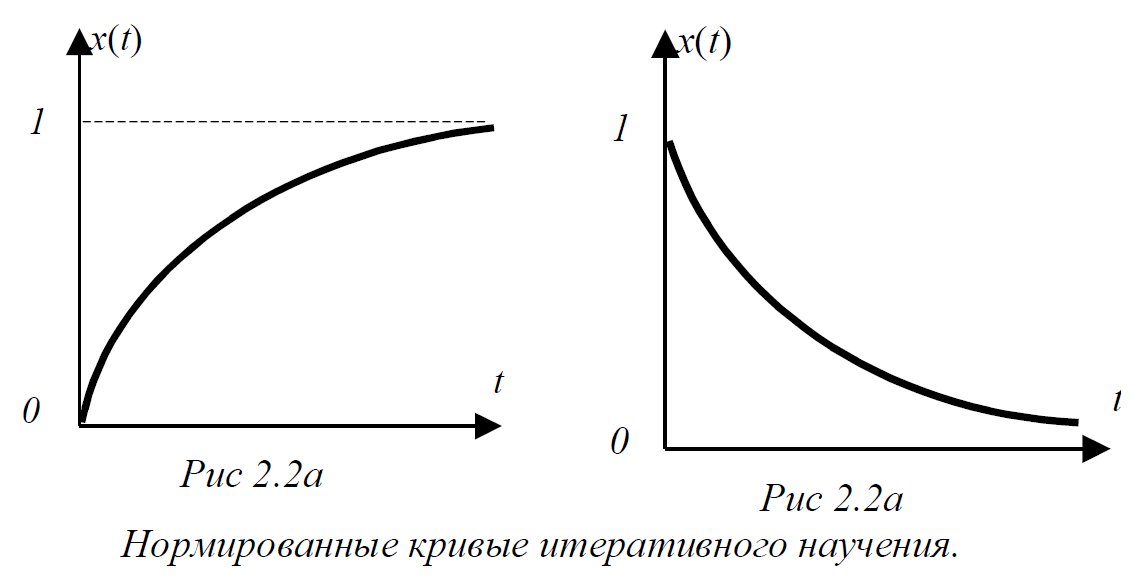 x(t)
1
0
t
Рис 2.2а
x(t)
1
0
t
Рис 2.2а
Нормированные кривые итеративного научения.